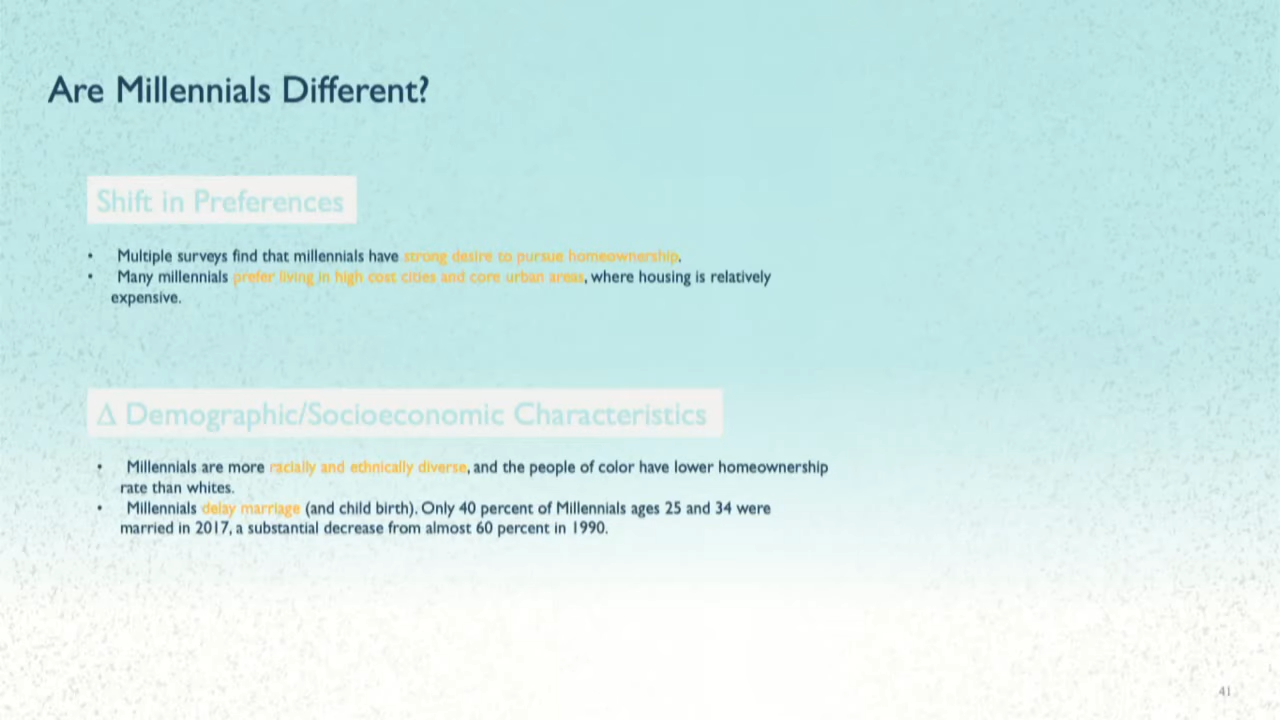 Are Millennials Different?
Shift in Preferences
• Multiple surveys find that millennials have strong desire to pursue homeownership.
• Many millennials prefer living in high cost cities and core urban areas, where housing is relatively
expensive.
Δ Demographic/Socioeconomic Characteristics
• Millennials are more racially and ethnically diverse, and the people of color have lower homeownership
rate than whites.
• Millennials delay marriage (and child birth). Only 40 percent of Millennials ages 25 and 34 were
married in 2017, a substantial decrease from almost 60 percent in 1990.
41